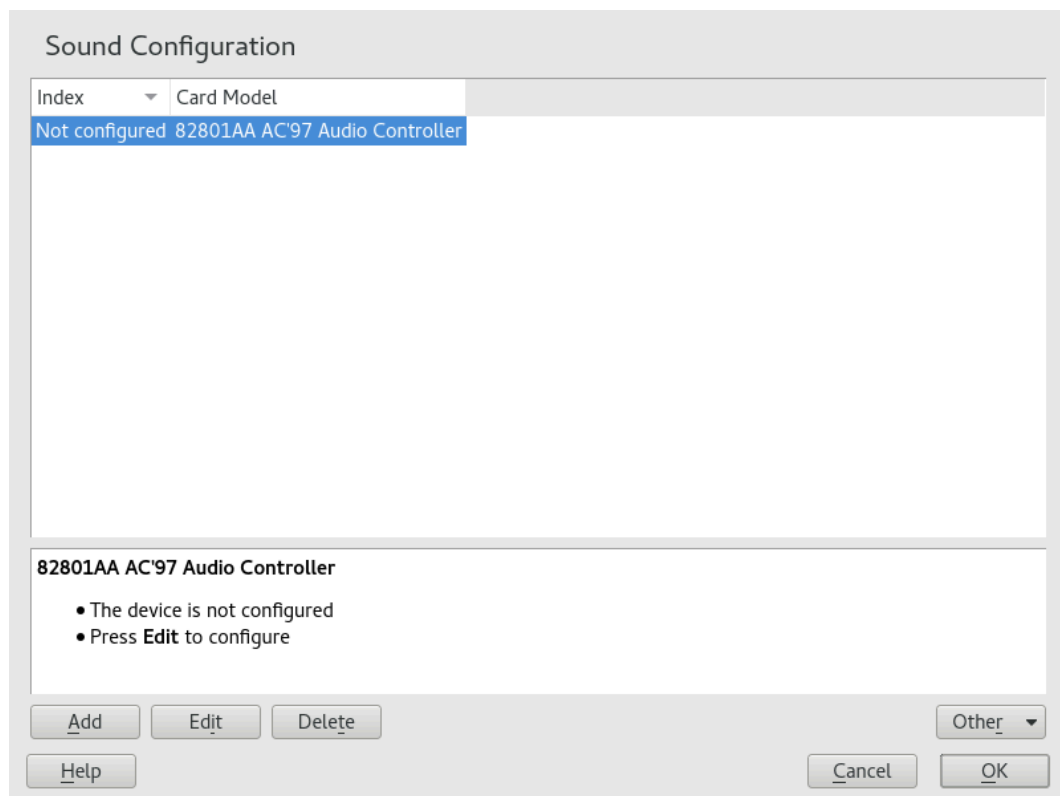 Sound Configuration
Index Card Model
Not configured 82801AA AC'97 Audio Controller
82801AA AC'97 Audio Controller
• The device is not configured
• Press Edit to configure
Add Edit Delete Other
Help Cancel OK